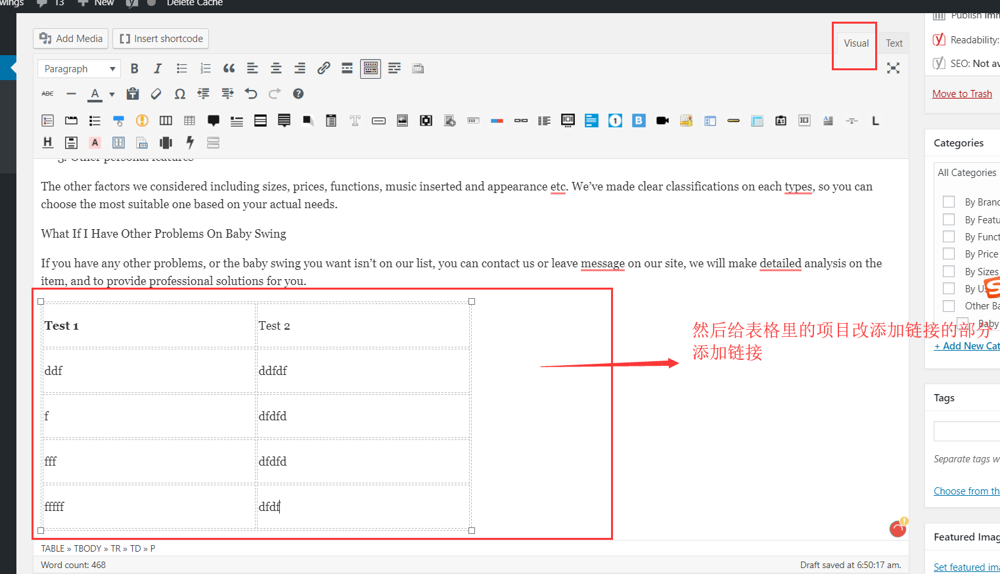 wings 13 New Delete Cache
Add Media Insert shortcode
Visual Text
Paragraph
ABC
3. Other personal features
The other factors we considered including sizes, prices, functions, music inserted and appearance etc. We've made clear classifications on each types, so you can
choose the most suitable one based on your actual needs.
What If I Have Other Problems On Baby Swing
If you have any other problems, or the baby swing you want isn't on our list, you can contact us or leave message on our site, we will make detailed analysis on the
item, and to provide professional solutions for you.
Test 1 Test 2
ddf ddfdf
f dfdfd
fff dfdfd
fffff dfdf
然后给表格里的项目改添加链接的部分
添加链接
TABLE » TBODY » TR » TD » P
Word count: 468
Draft saved at 6:50:17 am.
Publish imm
Readability:
SEO: Not av
Move to Trash
Categories
All Categories
By Branc
By Featu
By Funct
By Price
By Sizes
By Us
Other Ba
Baby
+ Add New Cat
Tags
Separate tags w
Choose from th
Featured Imag
Set featured ima